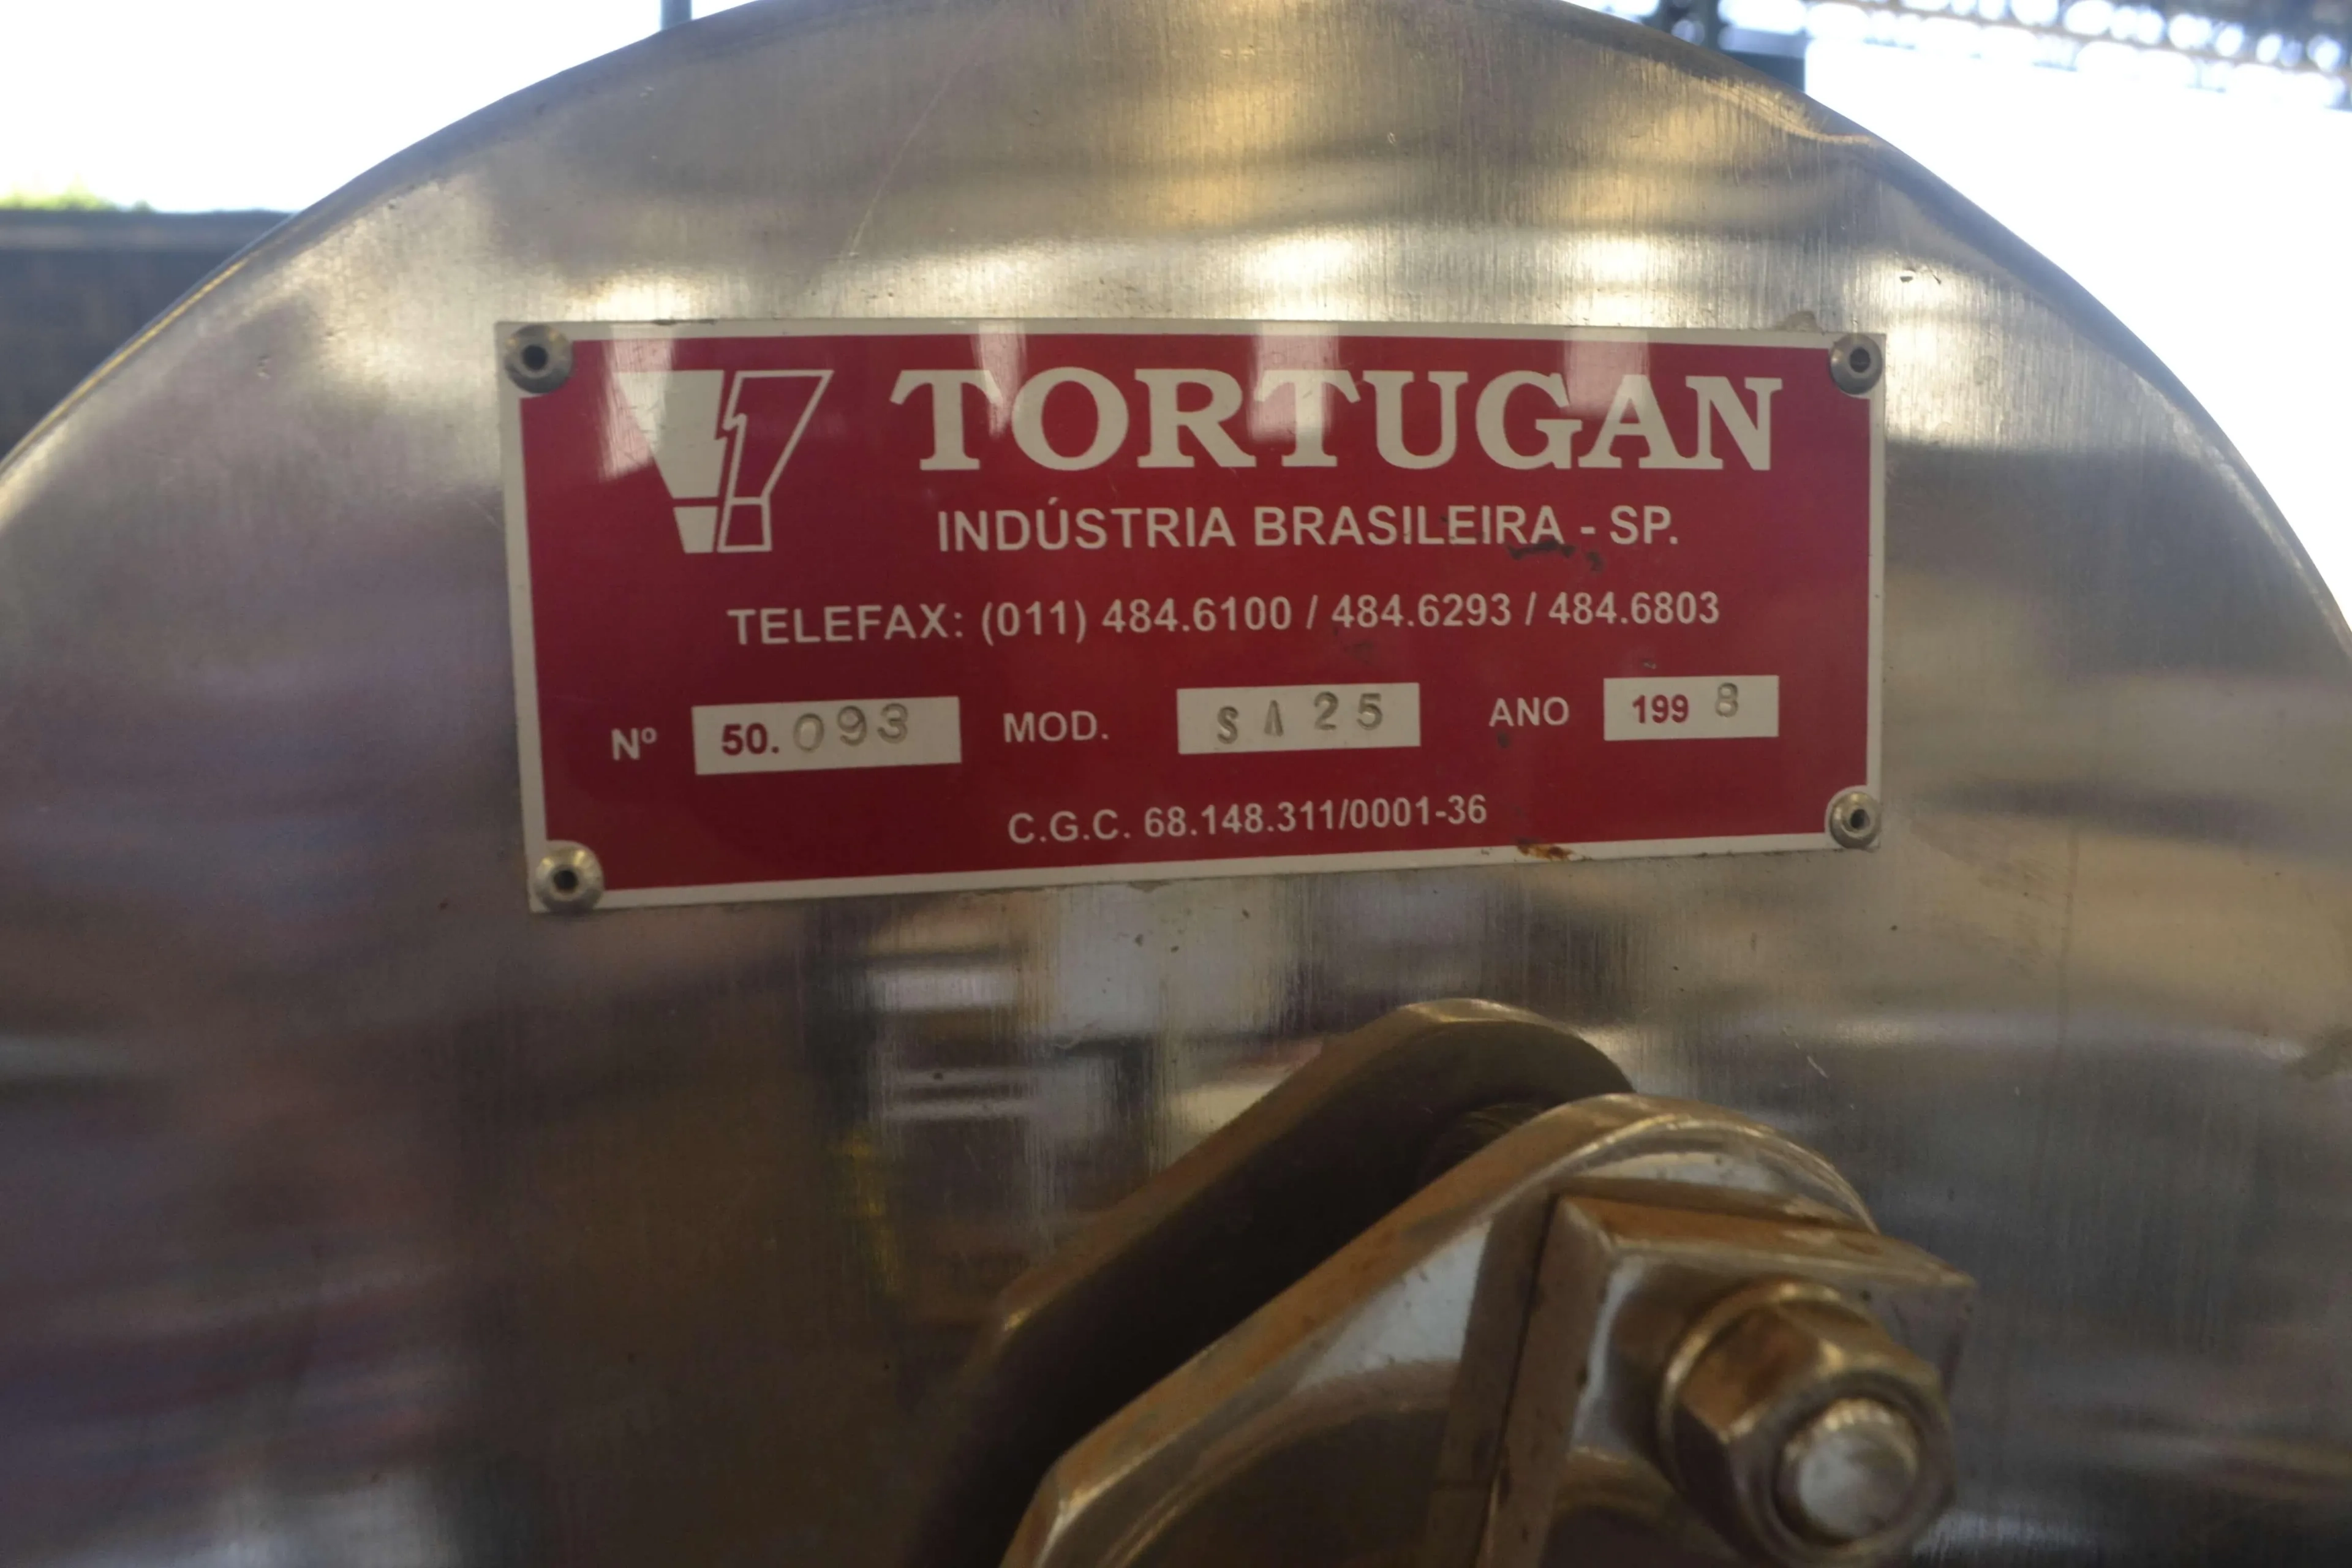 TORTUGAN
INDÚSTRIA BRASILEIRA - SP.
TELEFAX: (011) 484.6100 / 484.6293 / 484.6803
Nº 50.093 MOD. SA25 ANO 1998
C.G.C. 68.148.311/0001-36